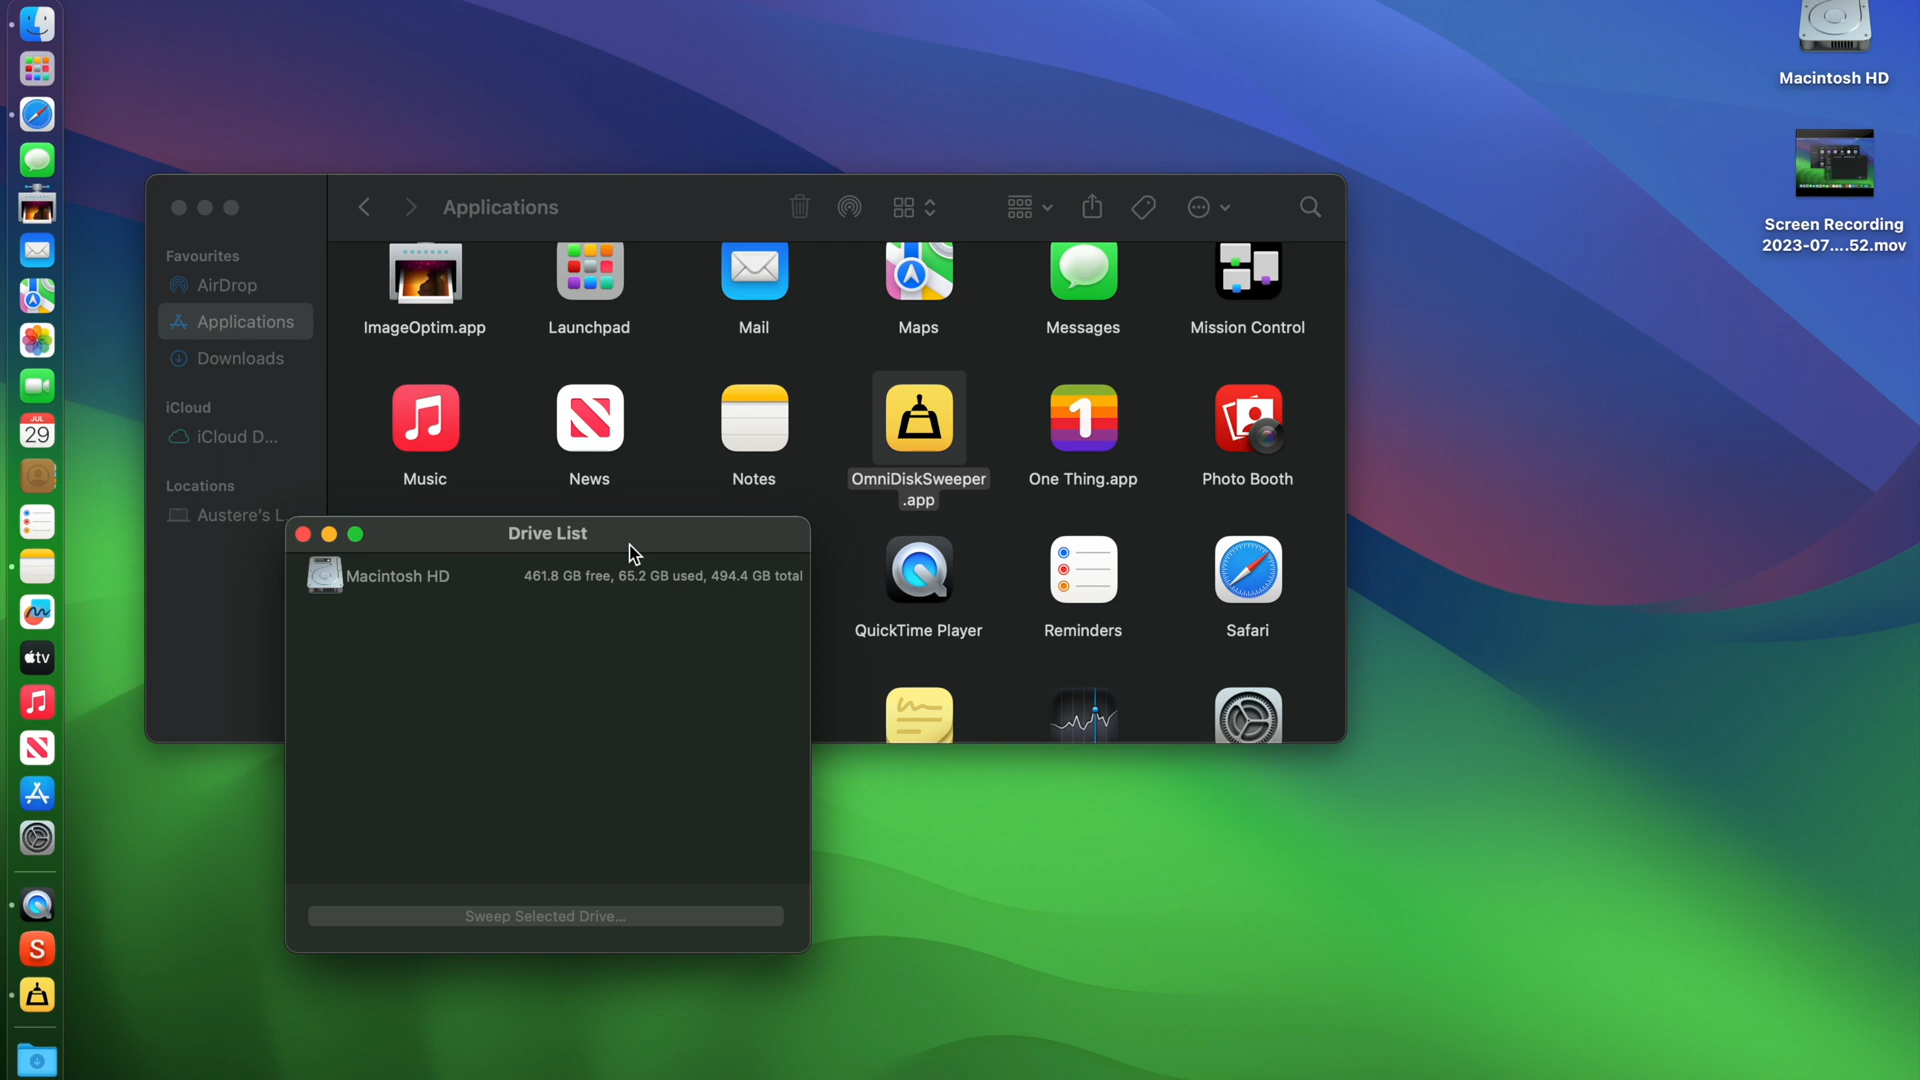 Macintosh HD
Screen Recording
2023-07....52.mov
Applications
Favourites
AirDrop
Applications
Downloads
iCloud
iCloud D...
Locations
Austere's L...
ImageOptim.app
Launchpad
Mail
Maps
Messages
Mission Control
Music
News
Notes
OmniDiskSweeper
.app
1
One Thing.app
Photo Booth
QuickTime Player
Reminders
Safari
Drive List
Macintosh HD
461.8 GB free, 65.2 GB used, 494.4 GB total
Sweep Selected Drive...
JUL
29
tv
S